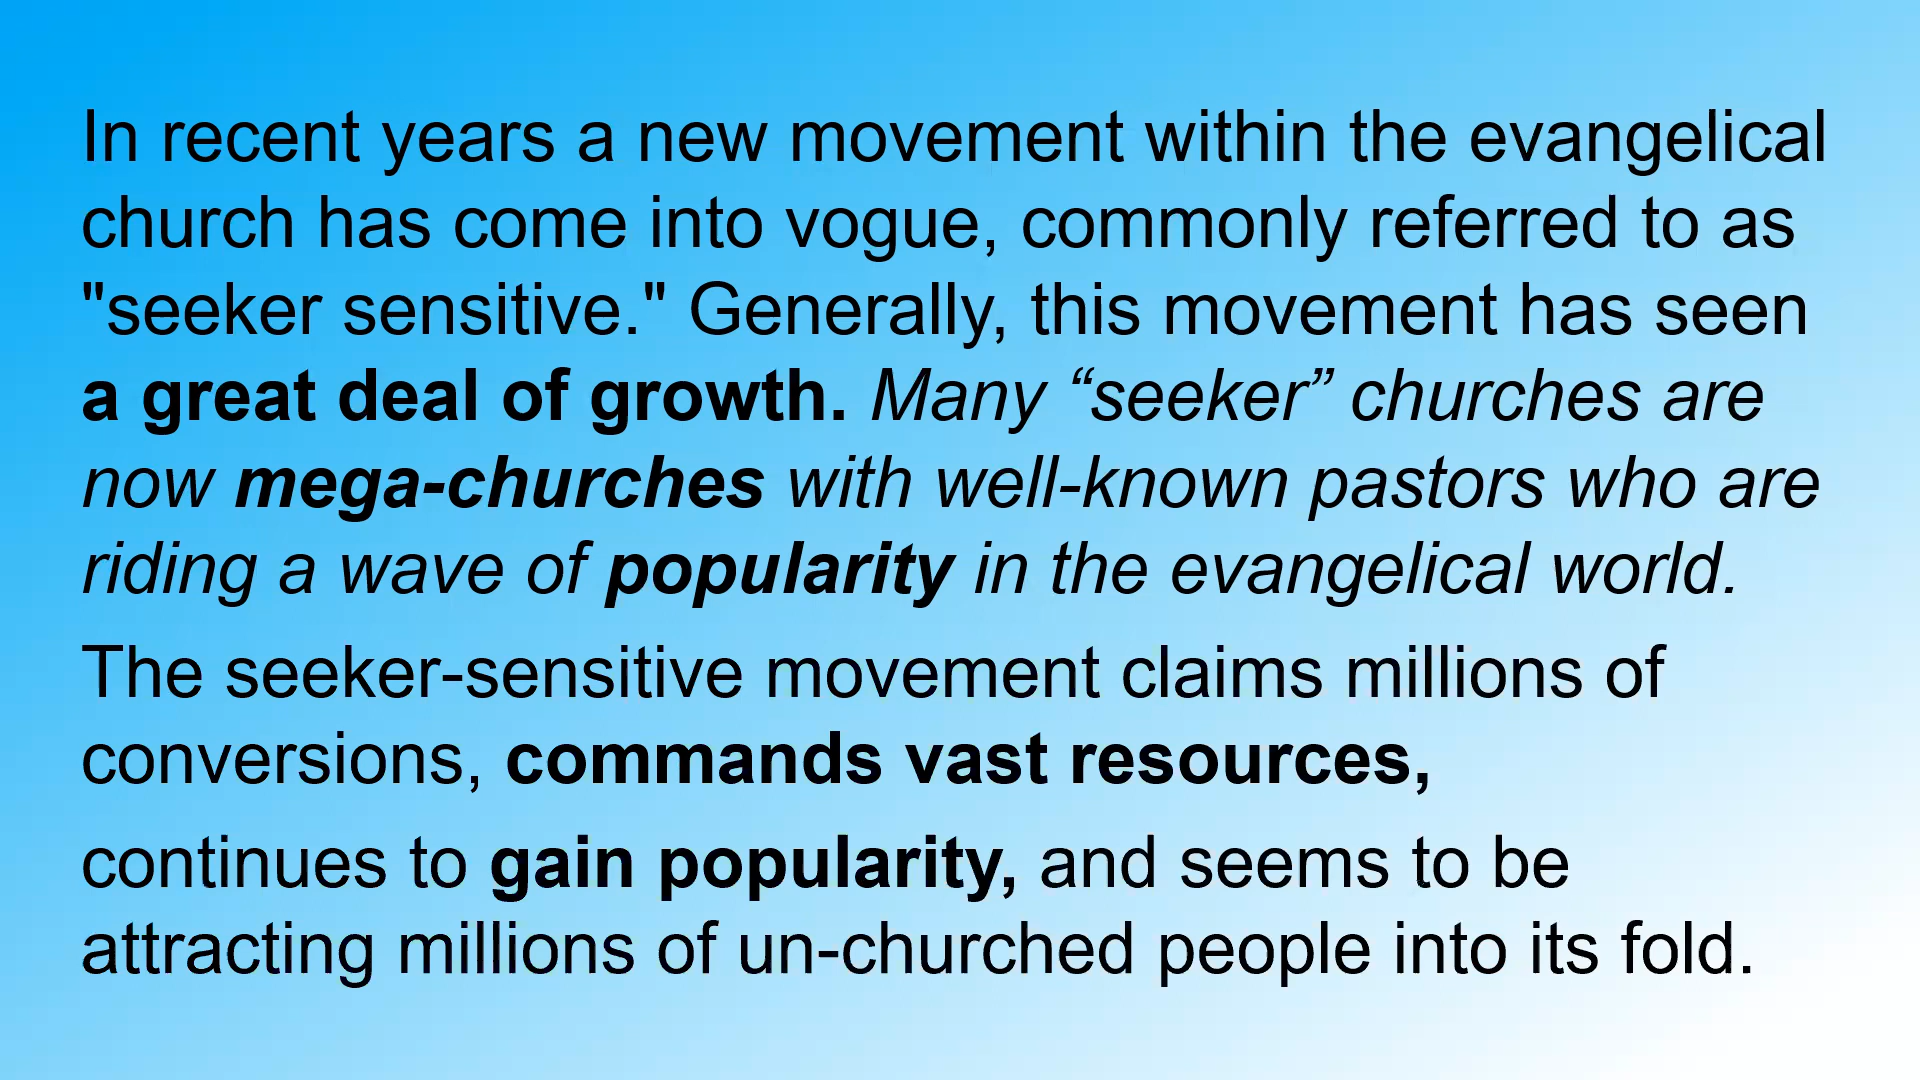 In recent years a new movement within the evangelical
church has come into vogue, commonly referred to as
"seeker sensitive." Generally, this movement has seen
a great deal of growth. Many “seeker” churches are
now mega-churches with well-known pastors who are
riding a wave of popularity in the evangelical world.
The seeker-sensitive movement claims millions of
conversions, commands vast resources,
continues to gain popularity, and seems to be
attracting millions of un-churched people into its fold.